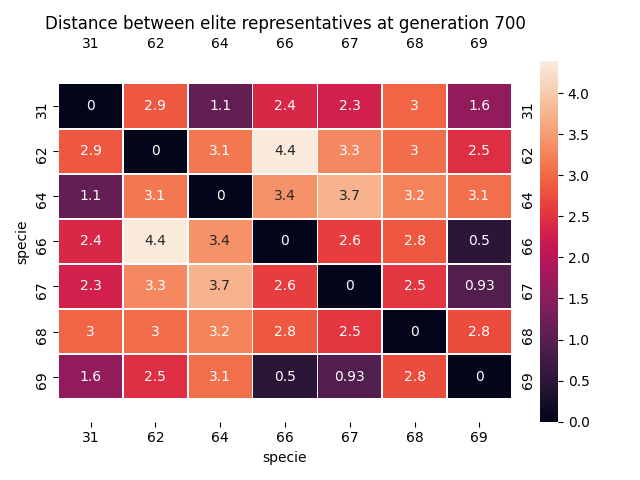 Distance between elite representatives at generation 700
31 62 64 66 67 68 69
31 0 2.9 1.1 2.4 2.3 3 1.6 31
62 2.9 0 3.1 4.4 3.3 3 2.5 62
64 1.1 3.1 0 3.4 3.7 3.2 3.1 64
66 2.4 4.4 3.4 0 2.6 2.8 0.5 66
67 2.3 3.3 3.7 2.6 0 2.5 0.93 67
68 3 3 3.2 2.8 2.5 0 2.8 68
69 1.6 2.5 3.1 0.5 0.93 2.8 0 69
31 62 64 66 67 68 69
specie
specie
4.0
3.5
3.0
2.5
2.0
1.5
1.0
0.5
0.0